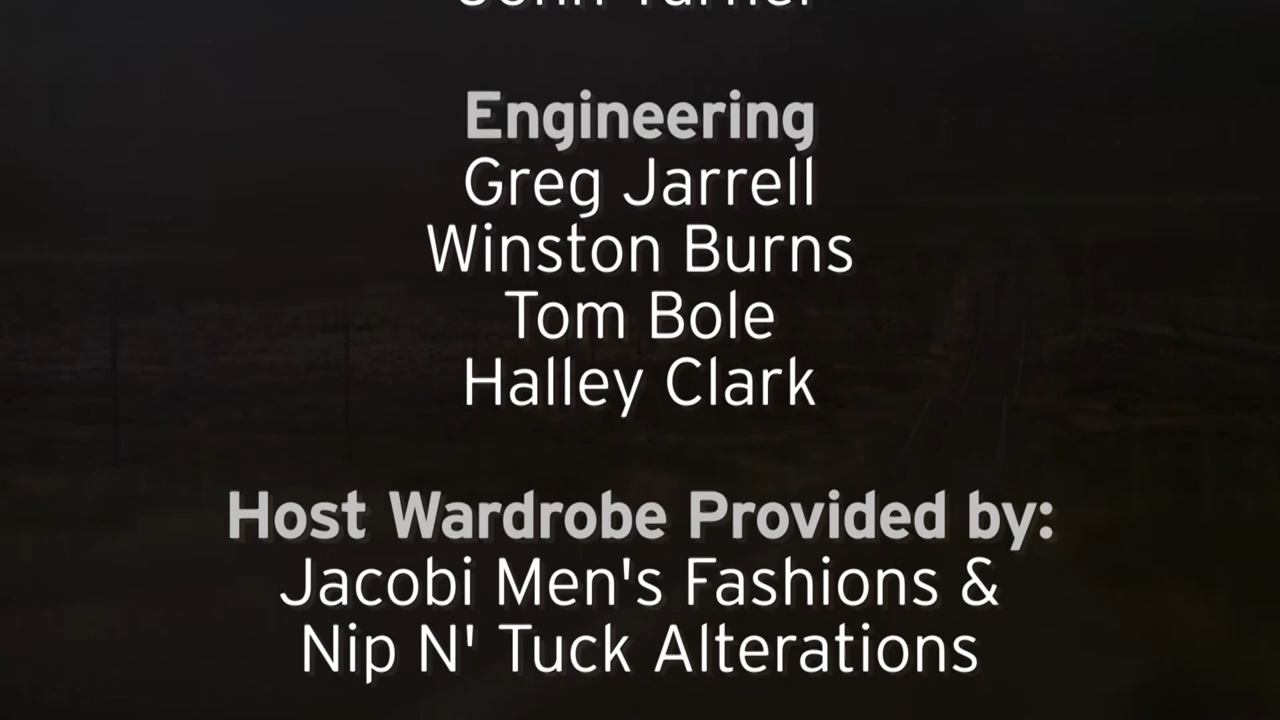 Engineering
Greg Jarrell
Winston Burns
Tom Bole
Halley Clark
Host Wardrobe Provided by:
Jacobi Men's Fashions &
Nip N' Tuck Alterations